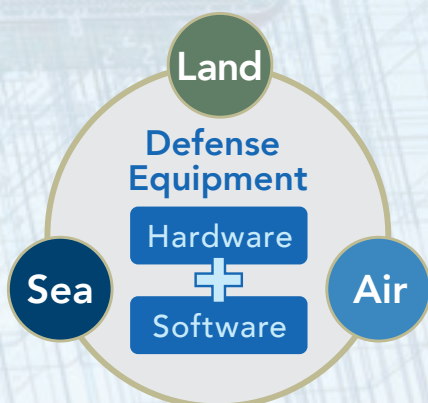 Land
Defense
Equipment
Hardware
+
Software
Sea
Air